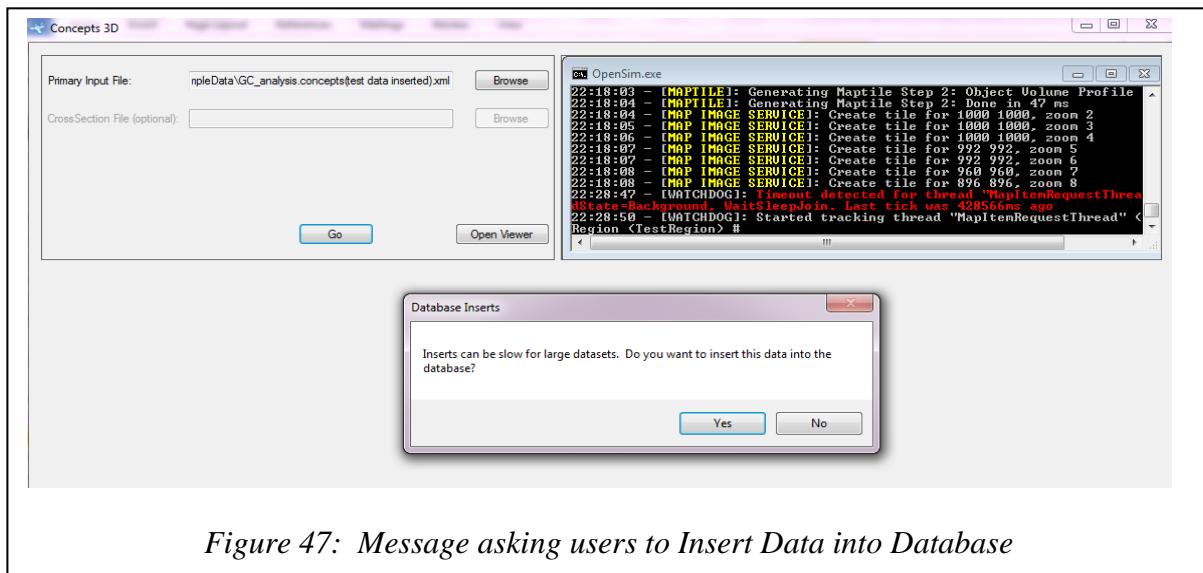 Concepts 3D
Primary Input File:
npleData\GC_analysis.concepts(test data inserted).xml
Browse
CrossSection File (optional):
Browse
Go
Open Viewer
OpenSim.exe
22:18:03 - [MAPTILE]: Generating Maptile Step 2: Object Volume Profile
22:18:04 - [MAPTILE]: Generating Maptile Step 2: Done in 47 ms
22:18:04 - [MAP IMAGE SERVICE]: Create tile for 1000 1000, zoom 2
22:18:05 - [MAP IMAGE SERVICE]: Create tile for 1000 1000, zoom 3
22:18:06 - [MAP IMAGE SERVICE]: Create tile for 1000 1000, zoom 4
22:18:07 - [MAP IMAGE SERVICE]: Create tile for 992 992, zoom 5
22:18:07 - [MAP IMAGE SERVICE]: Create tile for 992 992, zoom 6
22:18:08 - [MAP IMAGE SERVICE]: Create tile for 960 960, zoom 7
22:18:08 - [MAP IMAGE SERVICE]: Create tile for 896 896, zoom 8
22:28:47 - [WATCHDOG]: Timeout detected for thread "MapItemRequestThrea
dState=Background, WaitSleepJoin. Last tick was 428566ms ago
22:28:50 - [WATCHDOG]: Started tracking thread "MapItemRequestThread" (
Region (TestRegion) #
Database Inserts
Inserts can be slow for large datasets. Do you want to insert this data into the
database?
Yes
No
Figure 47: Message asking users to Insert Data into Database